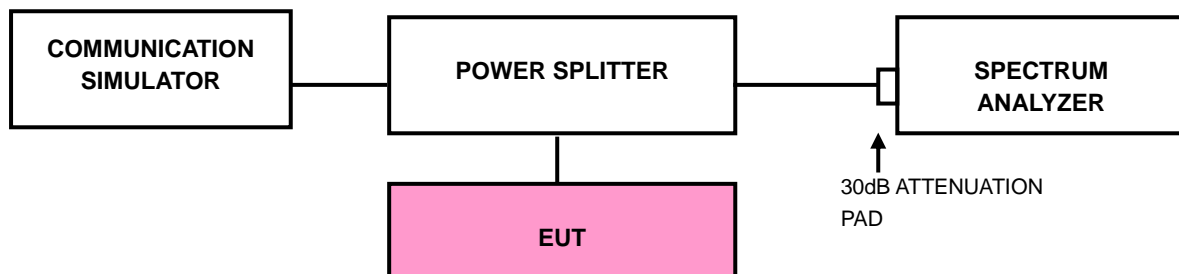 COMMUNICATION
SIMULATOR
POWER SPLITTER
SPECTRUM
ANALYZER
30dB ATTENUATION
PAD
EUT